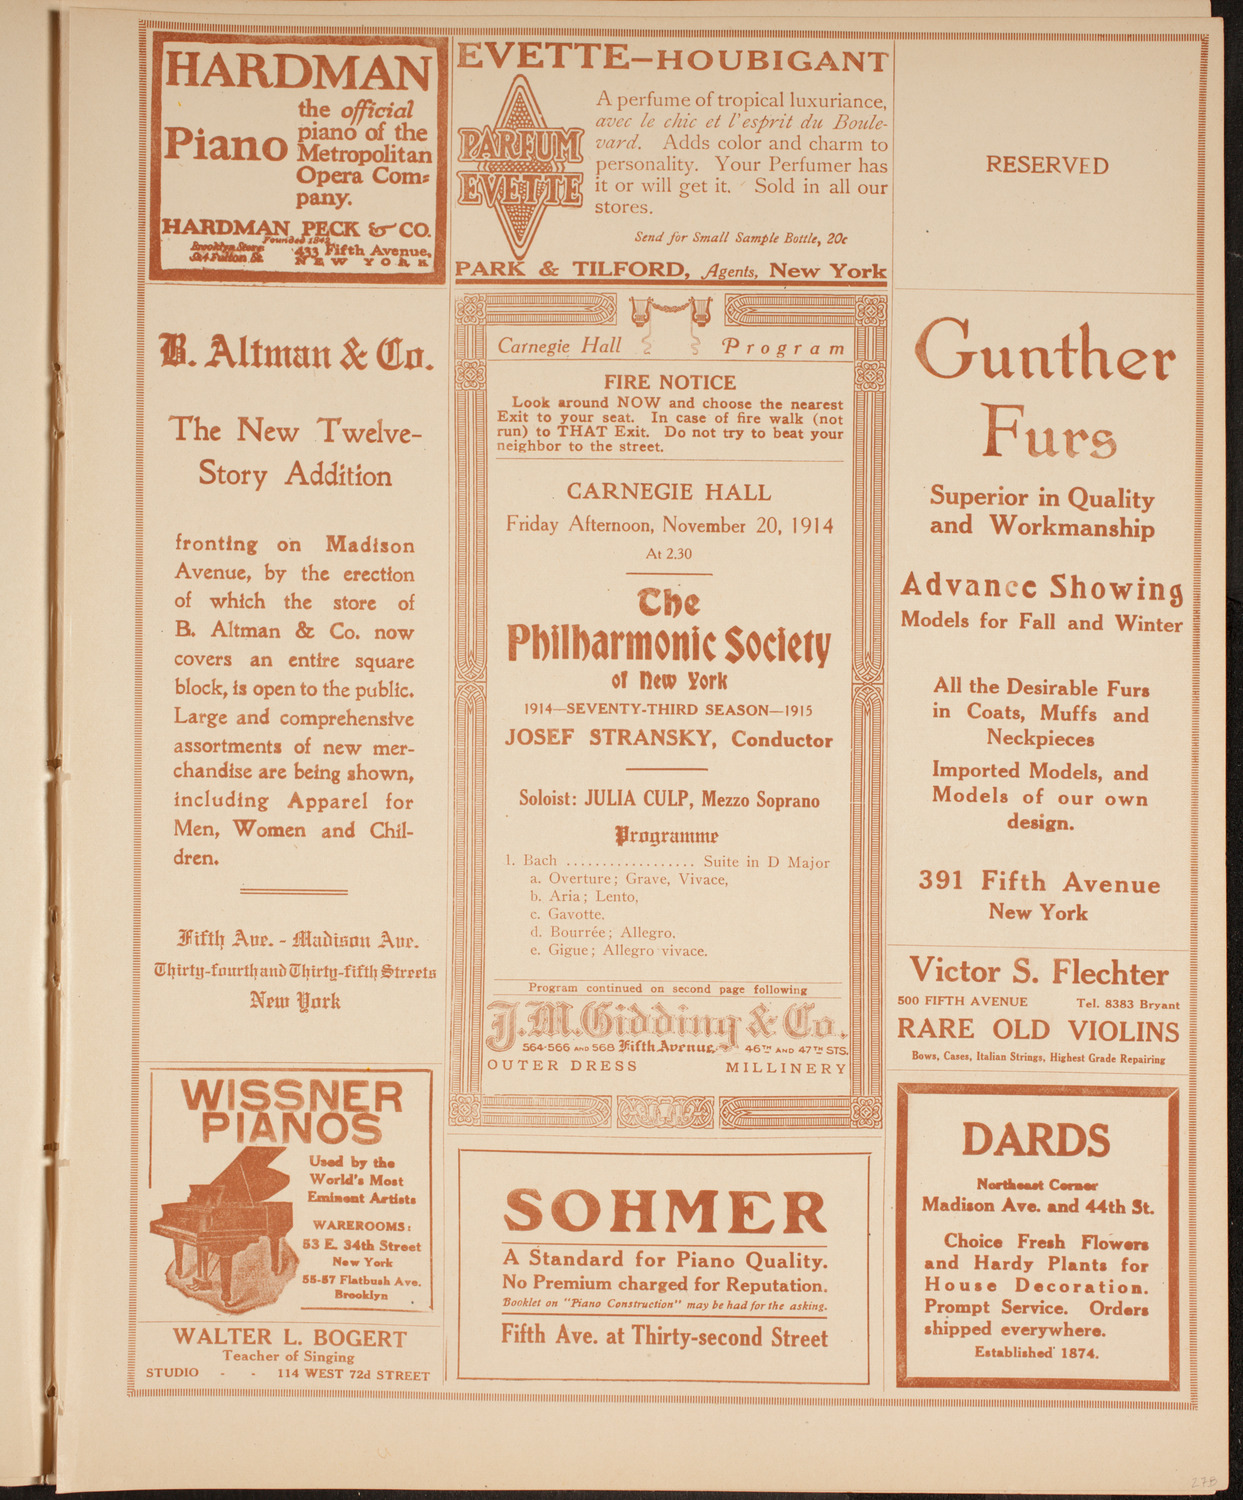 HARDMAN
Piano
the official
piano of the
Metropolitan
Opera Com=
pany.
HARDMAN, PECK & CO.
Founded 1842
Brooklyn Store
524 Fulton St.
433 Fifth Avenue,
NEW YORK
EVETTE—HOUBIGANT
PARFUM
EVETTE
A perfume of tropical luxuriance,
avec le chic et l'esprit du Boule-
vard. Adds color and charm to
personality. Your Perfumer has
it or will get it. Sold in all our
stores.
Send for Small Sample Bottle, 20c
PARK & TILFORD, Agents, New York
RESERVED
B. Altman & Co.
The New Twelve-
Story Addition
fronting on Madison
Avenue, by the erection
of which the store of
B. Altman & Co. now
covers an entire square
block, is open to the public.
Large and comprehensive
assortments of new mer-
chandise are being shown,
including Apparel for
Men, Women and Chil-
dren.
Fifth Ave. - Madison Ave.
Thirty-fourth and Thirty-fifth Streets
New York
WISSNER
PIANOS
Used by the
World's Most
Eminent Artists
WAREROOMS:
53 E. 34th Street
New York
55-57 Flatbush Ave.
Brooklyn
WALTER L. BOGERT
Teacher of Singing
STUDIO - - 114 WEST 72d STREET
Carnegie Hall Program
FIRE NOTICE
Look around NOW and choose the nearest
Exit to your seat. In case of fire walk (not
run) to THAT Exit. Do not try to beat your
neighbor to the street.
CARNEGIE HALL
Friday Afternoon, November 20, 1914
At 2.30
The
Philharmonic Society
of New York
1914—SEVENTY-THIRD SEASON—1915
JOSEF STRANSKY, Conductor
Soloist: JULIA CULP, Mezzo Soprano
Programme
1. Bach .................. Suite in D Major
a. Overture; Grave, Vivace,
b. Aria; Lento,
c. Gavotte,
d. Bourrée; Allegro,
e. Gigue; Allegro vivace.
Program continued on second page following
J.M. Gidding & Co.
564-566 AND 568 Fifth Avenue, 46TH AND 47TH STS.
OUTER DRESS MILLINERY
SOHMER
A Standard for Piano Quality.
No Premium charged for Reputation.
Booklet on "Piano Construction" may be had for the asking.
Fifth Ave. at Thirty-second Street
Gunther
Furs
Superior in Quality
and Workmanship
Advance Showing
Models for Fall and Winter
All the Desirable Furs
in Coats, Muffs and
Neckpieces
Imported Models, and
Models of our own
design.
391 Fifth Avenue
New York
Victor S. Flechter
500 FIFTH AVENUE Tel. 8383 Bryant
RARE OLD VIOLINS
Bows, Cases, Italian Strings, Highest Grade Repairing
DARDS
Northeast Corner
Madison Ave. and 44th St.
Choice Fresh Flowers
and Hardy Plants for
House Decoration.
Prompt Service. Orders
shipped everywhere.
Established 1874.